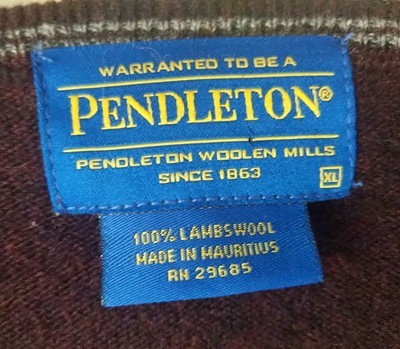 WARRANTED TO BE A
PENDLETON®
PENDLETON WOOLEN MILLS
SINCE 1863
XL
100% LAMBSWOOL
MADE IN MAURITIUS
RN 29685